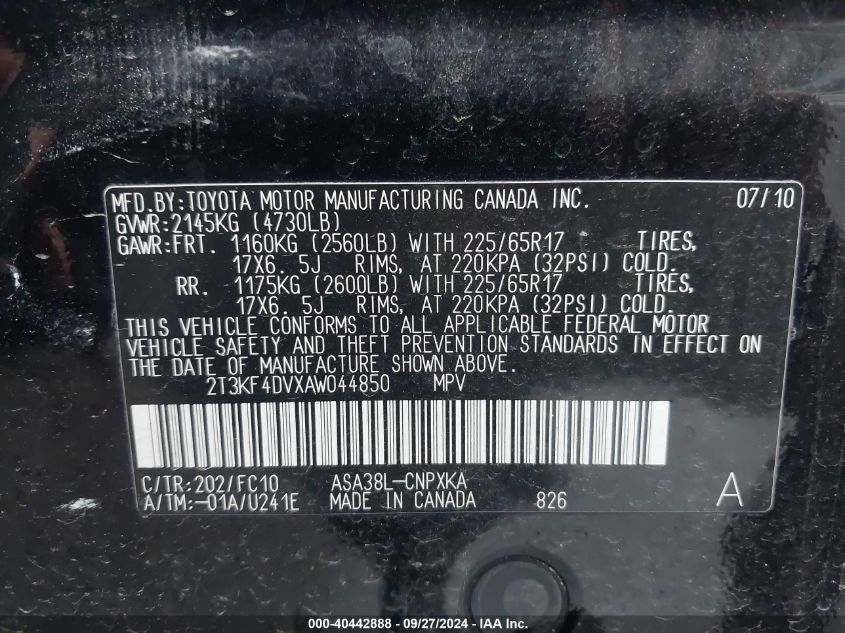 MFD.BY:TOYOTA MOTOR MANUFACTURING CANADA INC. 07/10
GVWR:2145KG (4730LB)
GAWR:FRT. 1160KG (2560LB) WITH 225/65R17 TIRES,
17X6. 5J RIMS, AT 220KPA (32PSI) COLD.
RR. 1175KG (2600LB) WITH 225/65R17 TIRES,
17X6. 5J RIMS, AT 220KPA (32PSI) COLD.
THIS VEHICLE CONFORMS TO ALL APPLICABLE FEDERAL MOTOR
VEHICLE SAFETY AND THEFT PREVENTION STANDARDS IN EFFECT ON
THE DATE OF MANUFACTURE SHOWN ABOVE.
2T3KF4DVXAW044850 MPV
C/TR:202/FC10 ASA38L-CNPXKA
A/TM:-01A/U241E MADE IN CANADA 826 A
000-40442888 - 09/27/2024 - IAA Inc.